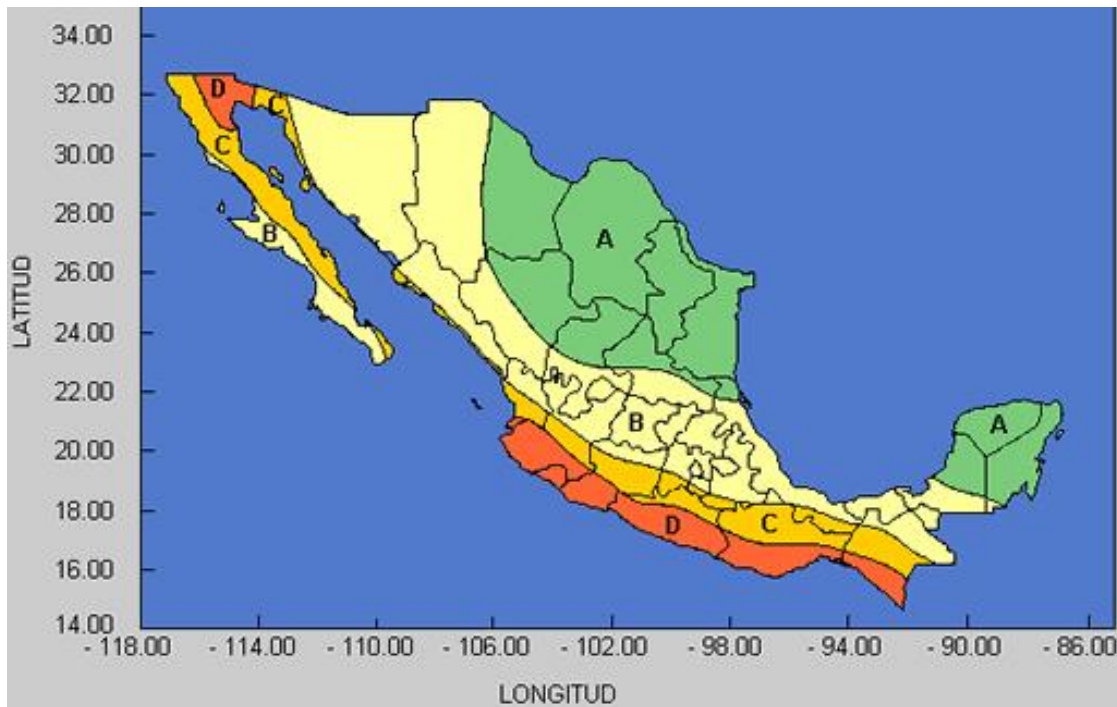 34.00
32.00
30.00
28.00
26.00
24.00
22.00
20.00
18.00
16.00
14.00
LATITUD
D
C
C
B
A
A
B
D
C
- 118.00 - 114.00 - 110.00 - 106.00 - 102.00 - 98.00 - 94.00 - 90.00 - 86.00
LONGITUD